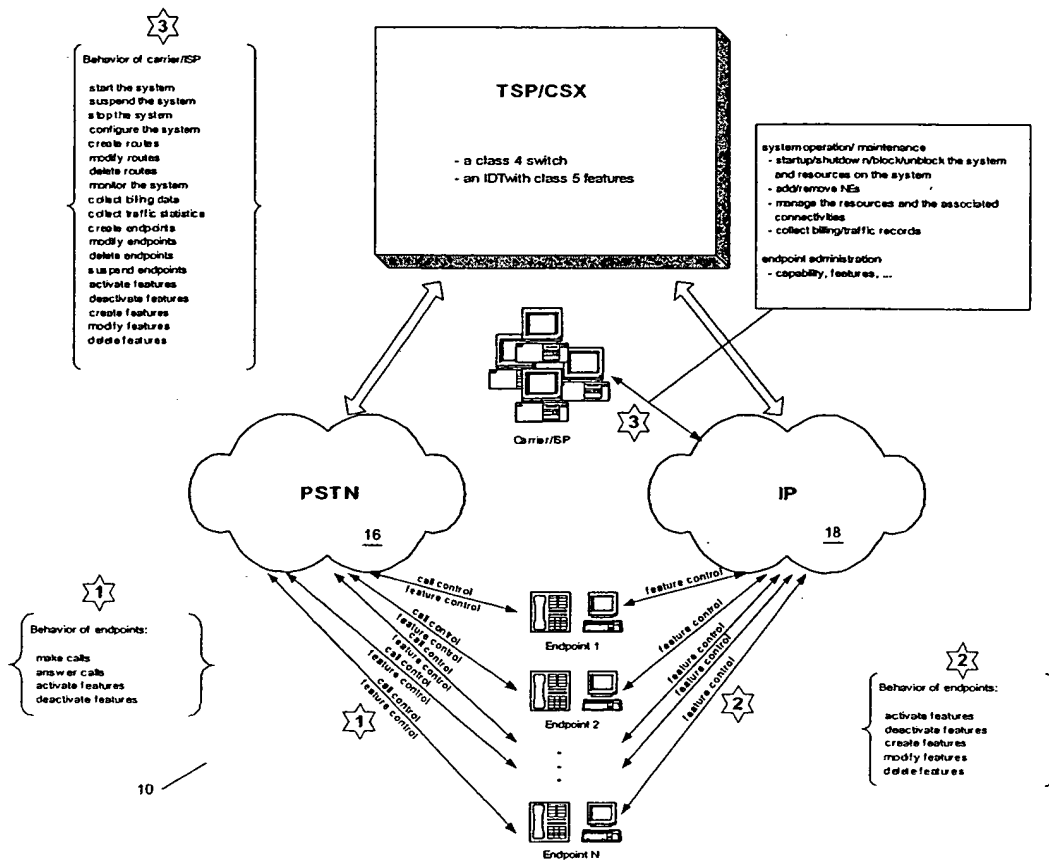 3
Behavior of carrier/ISP
start the system
suspend the system
stop the system
configure the system
create routes
modify routes
delete routes
monitor the system
collect billing data
collect traffic statistics
create endpoints
modify endpoints
delete endpoints
suspend endpoints
activate features
deactivate features
create features
modify features
delete features
TSP/CSX
- a class 4 switch
- an IDTwith class 5 features
system operation/ maintenance
- startup/shutdown/block/unblock the system
and resources on the system
- add/remove NEs
- manage the resources and the associated
connectivities
- collect billing/traffic records
endpoint administration
- capability, features, ...
3
Carrier/ISP
PSTN
16
IP
18
1
Behavior of endpoints:
make calls
answer calls
activate features
deactivate features
call control
feature control
call control
feature control
call control
feature control
call control
feature control
call control
feature control
1
feature control
feature control
feature control
feature control
feature control
2
Endpoint 1
Endpoint 2
Endpoint N
2
Behavior of endpoints:
activate features
deactivate features
create features
modify features
delete features
10